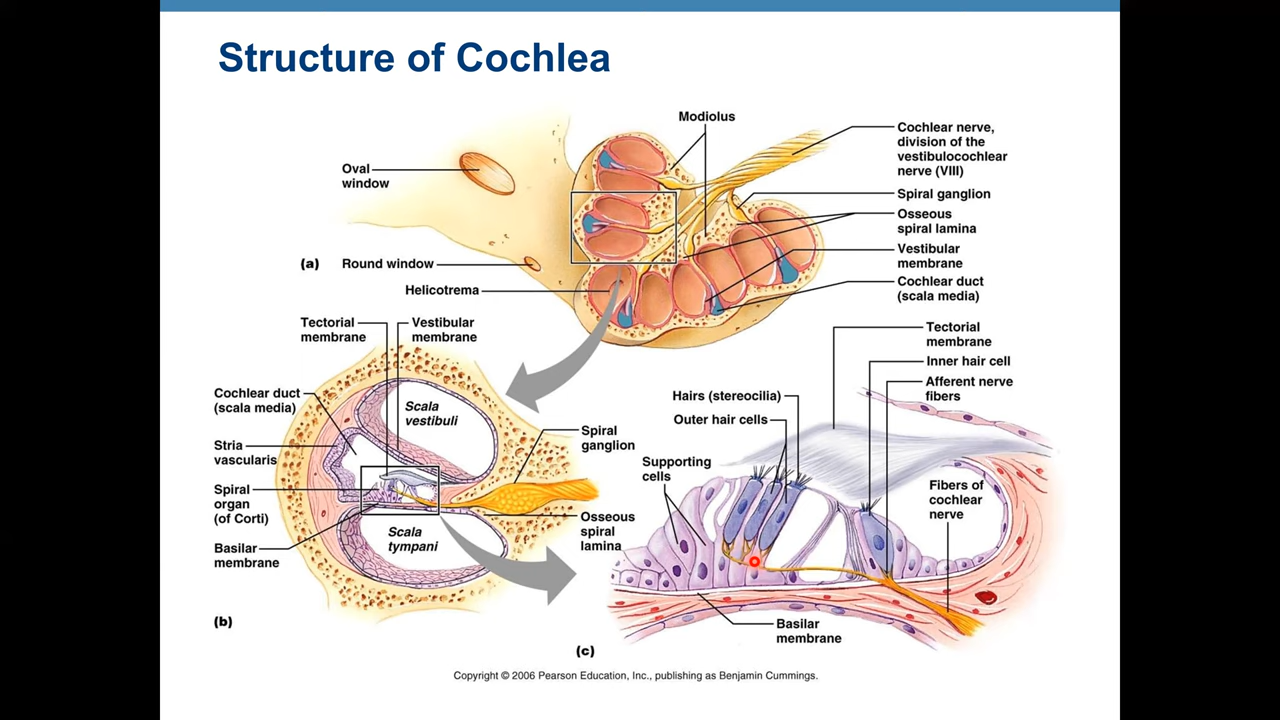 Structure of Cochlea
Modiolus
Cochlear nerve,
division of the
vestibulocochlear
nerve (VIII)
Oval
window
Spiral ganglion
Osseous
spiral lamina
Vestibular
membrane
(a)
Round window
Cochlear duct
(scala media)
Helicotrema
Tectorial
membrane
Vestibular
membrane
Cochlear duct
(scala media)
Scala
vestibuli
Stria
vascularis
Spiral
ganglion
Spiral
organ
(of Corti)
Osseous
spiral
lamina
Scala
tympani
Basilar
membrane
(b)
Tectorial
membrane
Inner hair cell
Afferent nerve
fibers
Hairs (stereocilia)
Outer hair cells
Supporting
cells
Fibers of
cochlear
nerve
Basilar
membrane
(c)
Copyright © 2006 Pearson Education, Inc., publishing as Benjamin Cummings.